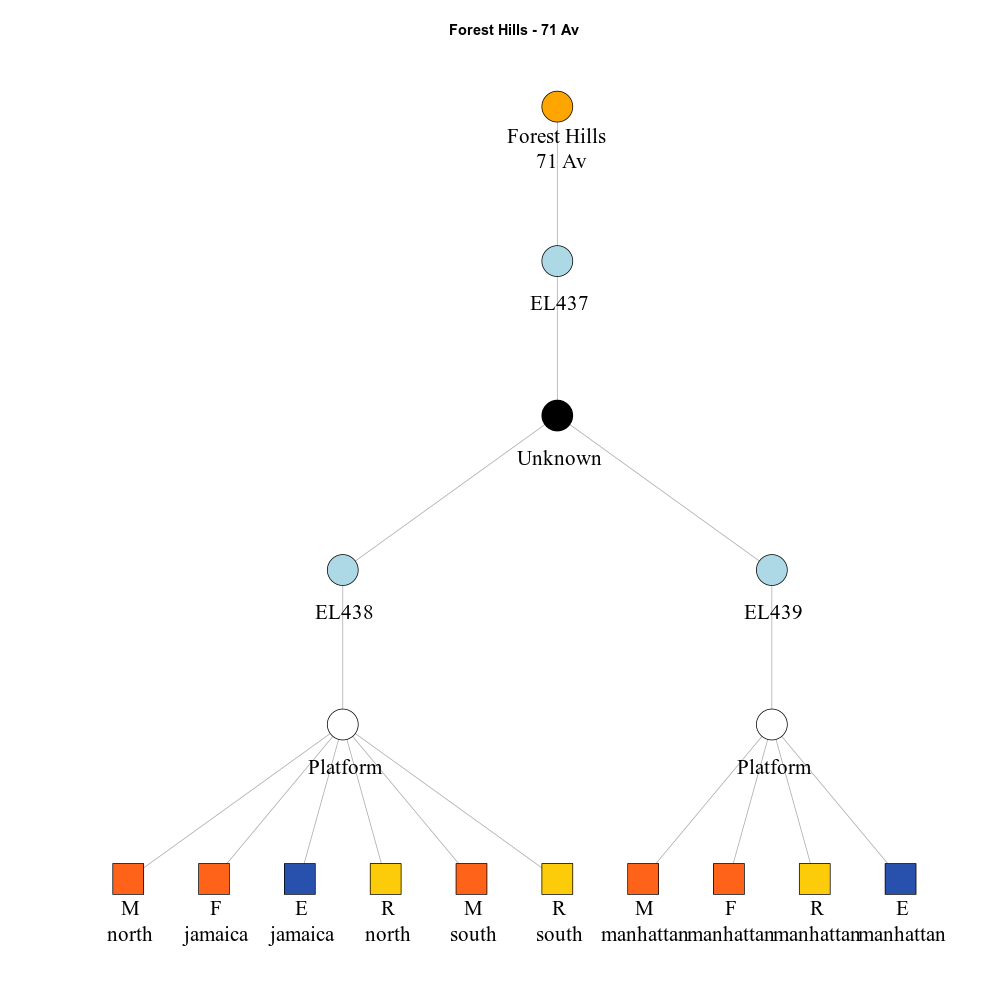 Forest Hills - 71 Av
Forest Hills
71 Av
EL437
Unknown
EL438 EL439
Platform Platform
M F E R M R M F R E
north jamaica jamaica north south south manhattan manhattan manhattan manhattan